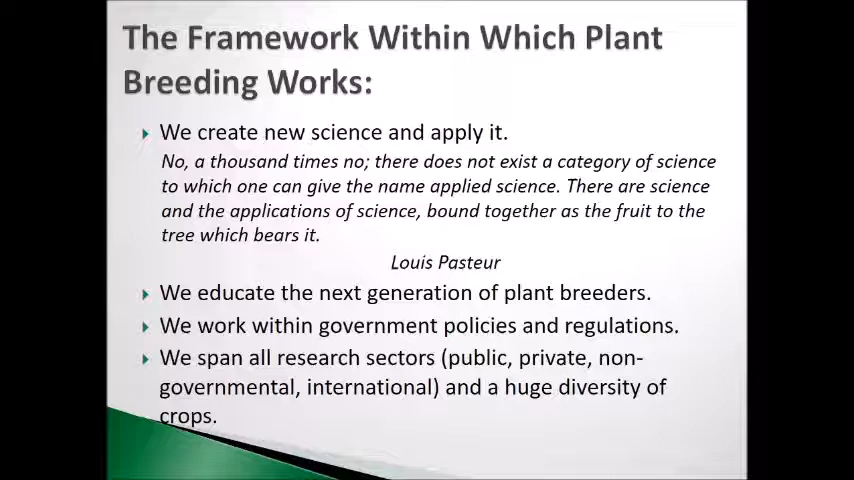 The Framework Within Which Plant
Breeding Works:
We create new science and apply it.
No, a thousand times no; there does not exist a category of science
to which one can give the name applied science. There are science
and the applications of science, bound together as the fruit to the
tree which bears it.
Louis Pasteur
We educate the next generation of plant breeders.
We work within government policies and regulations.
We span all research sectors (public, private, non-
governmental, international) and a huge diversity of
crops.